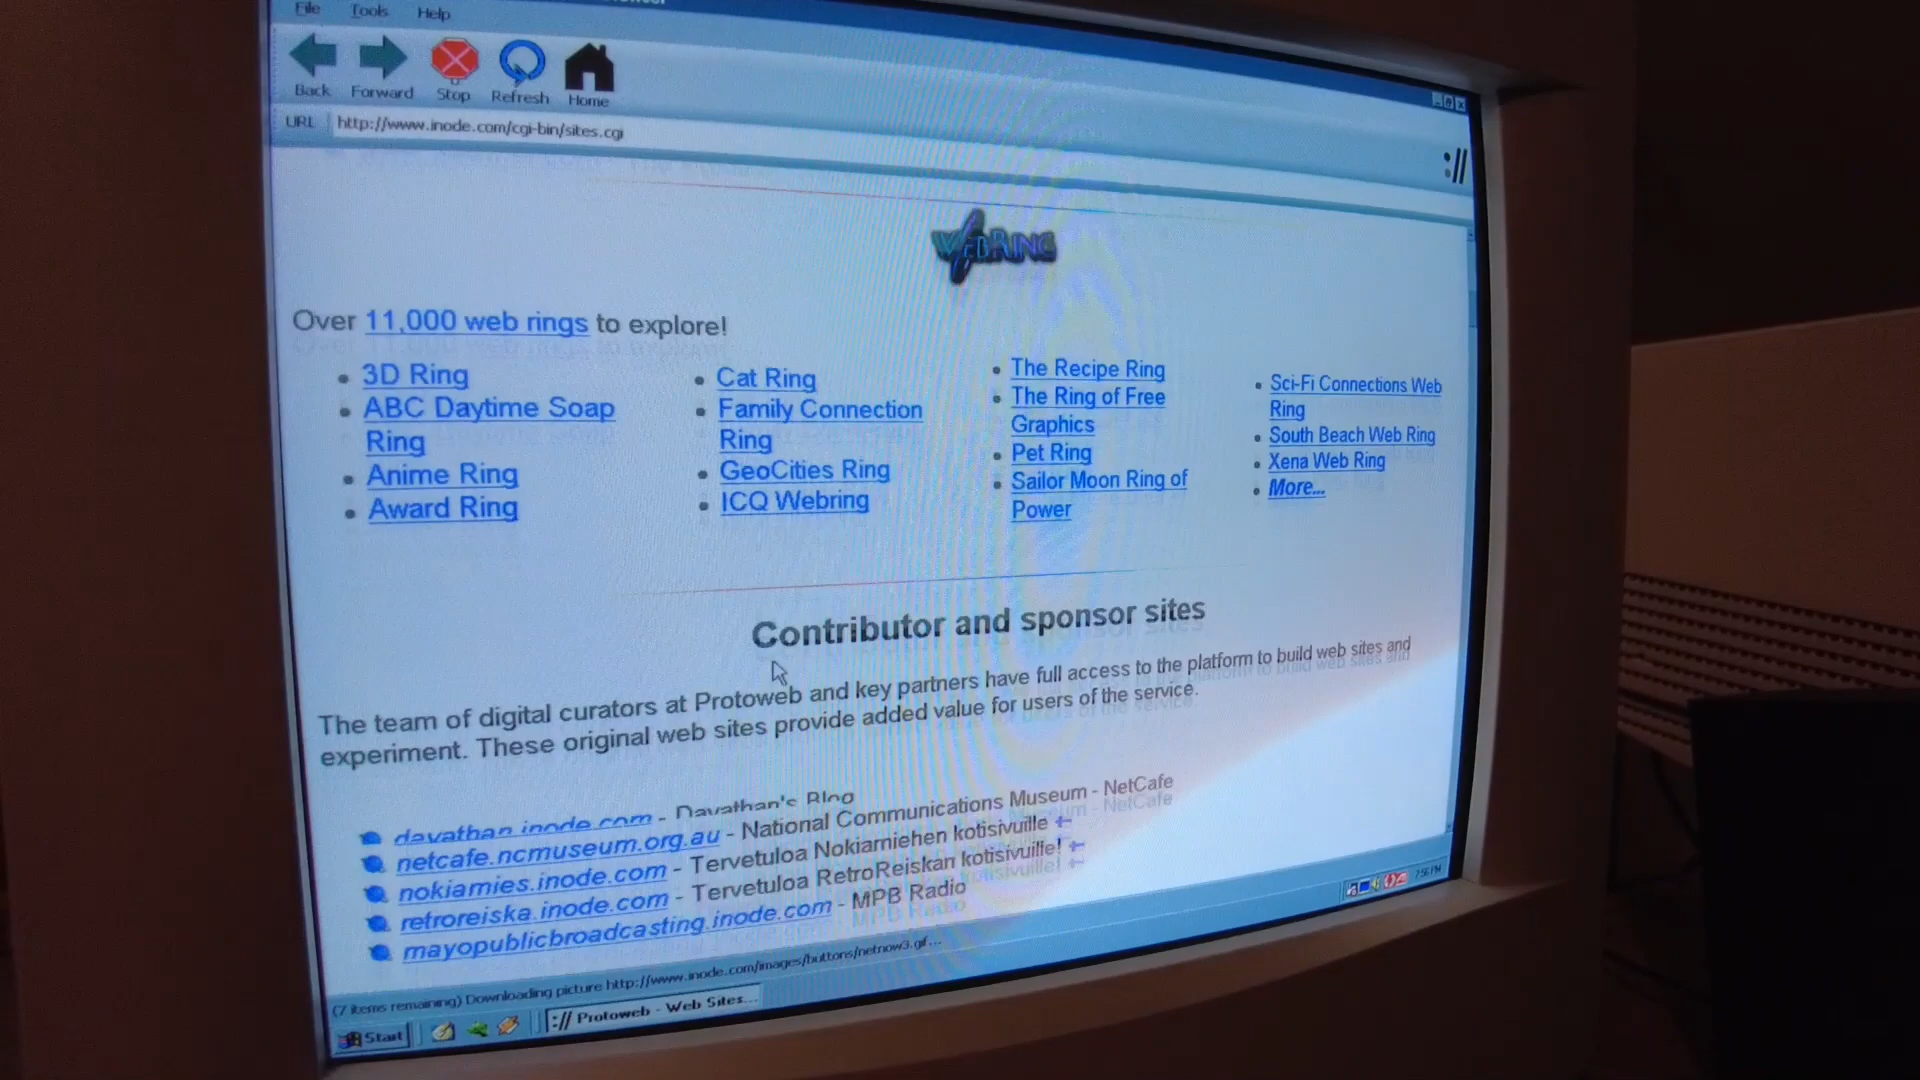 File Tools Help
Back Forward Stop Refresh Home
URL http://www.inode.com/cgi-bin/sites.cgi
://
WEBRING
Over 11,000 web rings to explore!
3D Ring
ABC Daytime Soap
Ring
Anime Ring
Award Ring
Cat Ring
Family Connection
Ring
GeoCities Ring
ICQ Webring
The Recipe Ring
The Ring of Free
Graphics
Pet Ring
Sailor Moon Ring of
Power
Sci-Fi Connections Web
Ring
South Beach Web Ring
Xena Web Ring
More...
Contributor and sponsor sites
The team of digital curators at Protoweb and key partners have full access to the platform to build web sites and
experiment. These original web sites provide added value for users of the service.
davathan.inode.com - Davathan's Blog
netcafe.ncmuseum.org.au - National Communications Museum - NetCafe
nokiamies.inode.com - Tervetuloa Nokiamiehen kotisivuille
retroreiska.inode.com - Tervetuloa RetroReiskan kotisivuille!
mayopublicbroadcasting.inode.com - MPB Radio
(7 items remaining) Downloading picture http://www.inode.com/images/buttons/netnow3.gif...
Start :// Protoweb - Web Sites... 7:56 PM